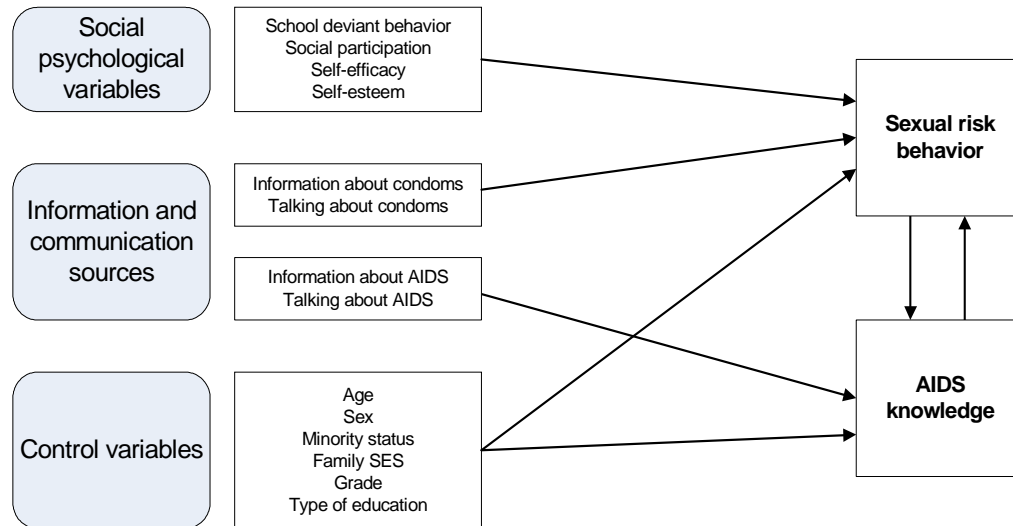 Social
psychological
variables
School deviant behavior
Social participation
Self-efficacy
Self-esteem
Sexual risk
behavior
Information and
communication
sources
Information about condoms
Talking about condoms
Information about AIDS
Talking about AIDS
AIDS
knowledge
Control variables
Age
Sex
Minority status
Family SES
Grade
Type of education